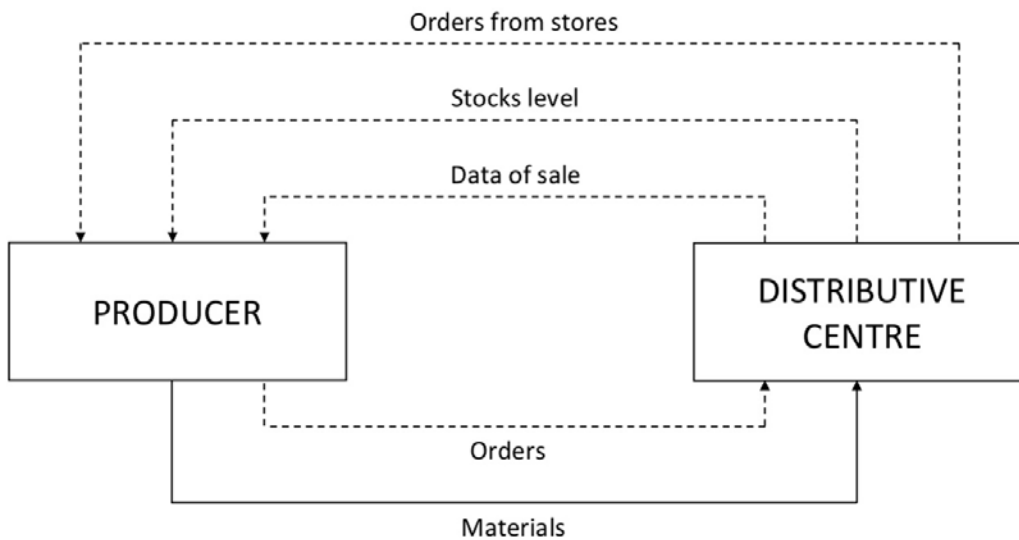 Orders from stores
Stocks level
Data of sale
PRODUCER
DISTRIBUTIVE
CENTRE
Orders
Materials